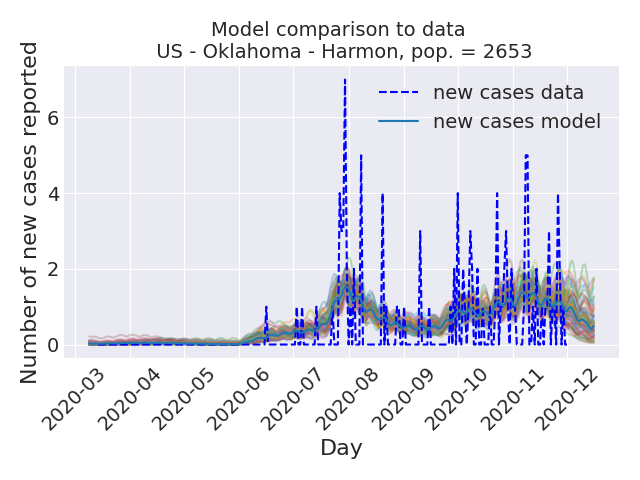 Model comparison to data
US - Oklahoma - Harmon, pop. = 2653
Number of new cases reported
6
4
2
0
new cases data
new cases model
2020-03
2020-04
2020-05
2020-06
2020-07
2020-08
2020-09
2020-10
2020-11
2020-12
Day